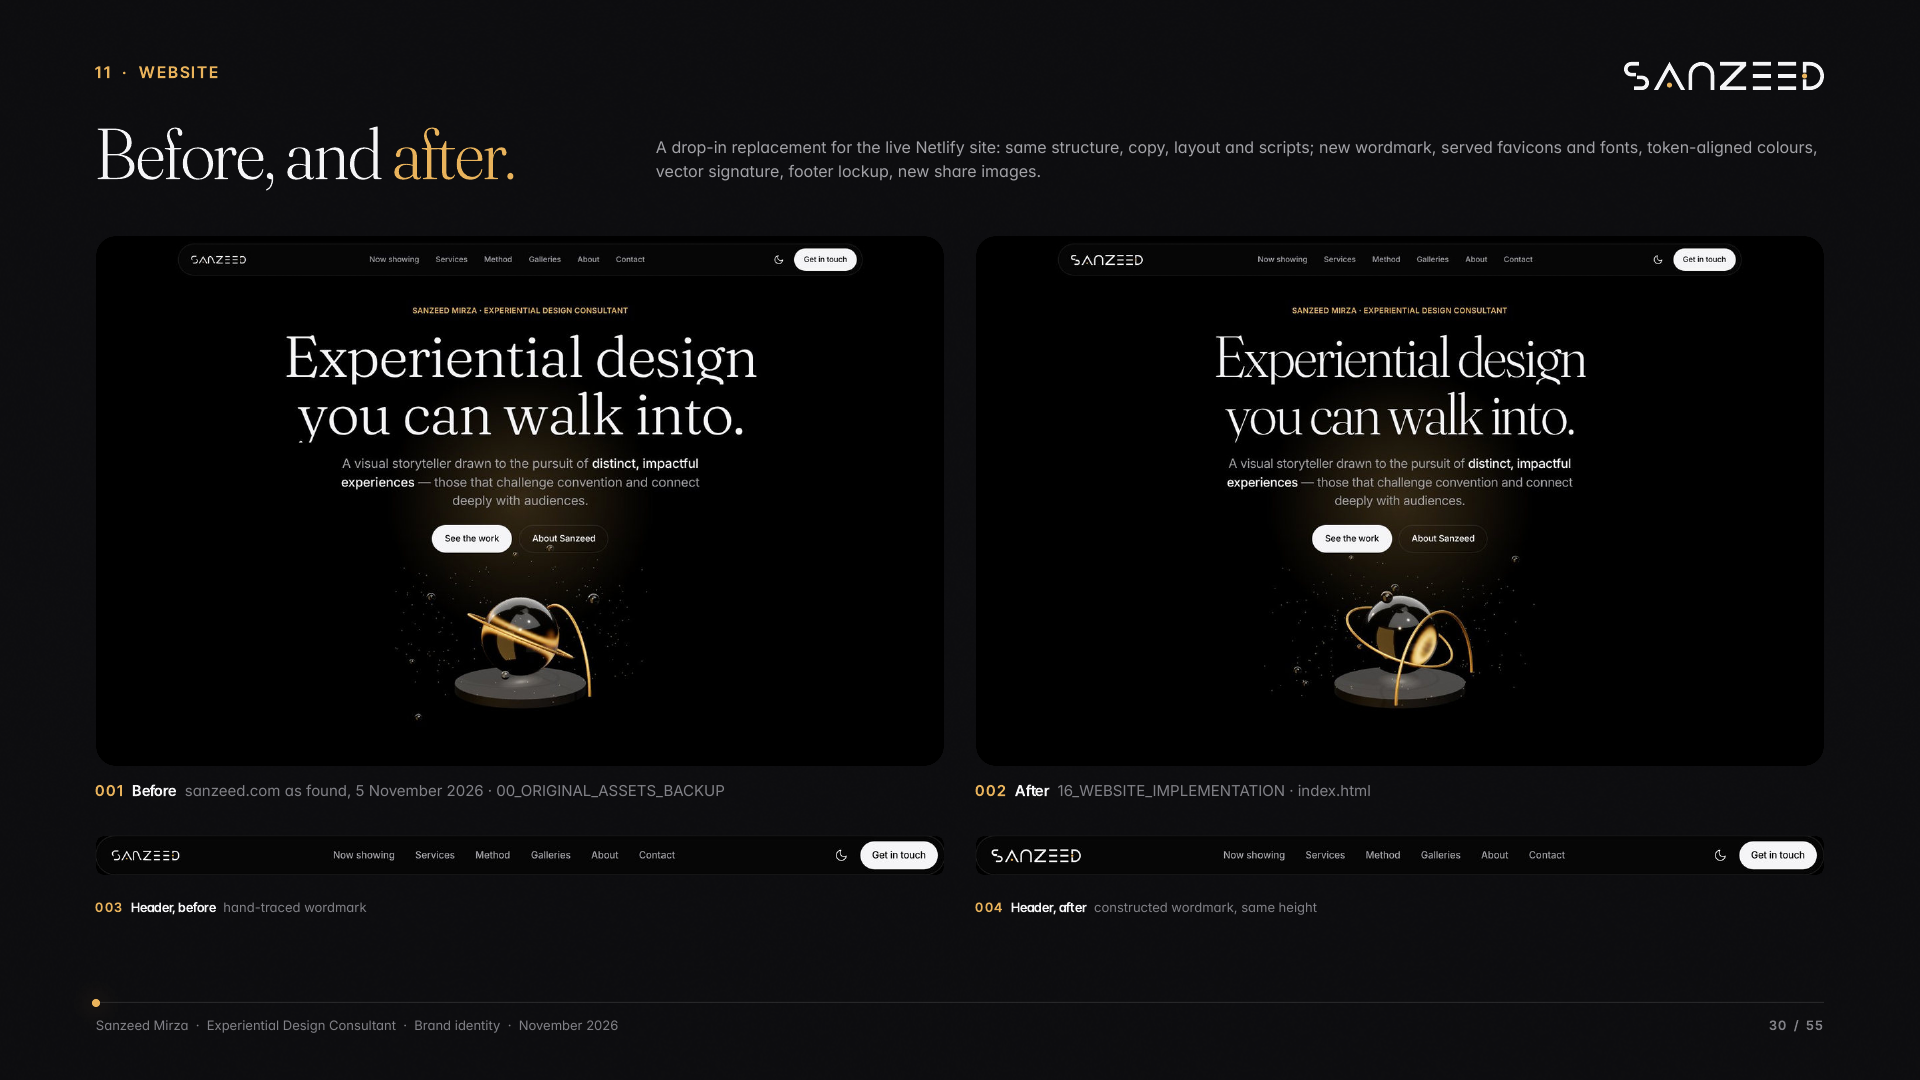 11 · WEBSITE
SANZEED
Before, and after.
A drop-in replacement for the live Netlify site: same structure, copy, layout and scripts; new wordmark, served favicons and fonts, token-aligned colours,
vector signature, footer lockup, new share images.
SANZEED Now showing Services Method Galleries About Contact Get in touch
SANZEED MIRZA · EXPERIENTIAL DESIGN CONSULTANT
Experiential design
you can walk into.
A visual storyteller drawn to the pursuit of distinct, impactful
experiences — those that challenge convention and connect
deeply with audiences.
See the work About Sanzeed
001 Before sanzeed.com as found, 5 November 2026 · 00_ORIGINAL_ASSETS_BACKUP
SANZEED Now showing Services Method Galleries About Contact Get in touch
SANZEED MIRZA · EXPERIENTIAL DESIGN CONSULTANT
Experiential design
you can walk into.
A visual storyteller drawn to the pursuit of distinct, impactful
experiences — those that challenge convention and connect
deeply with audiences.
See the work About Sanzeed
002 After 16_WEBSITE_IMPLEMENTATION · index.html
SANZEED Now showing Services Method Galleries About Contact Get in touch
003 Header, before hand-traced wordmark
SANZEED Now showing Services Method Galleries About Contact Get in touch
004 Header, after constructed wordmark, same height
Sanzeed Mirza · Experiential Design Consultant · Brand identity · November 2026
30 / 55